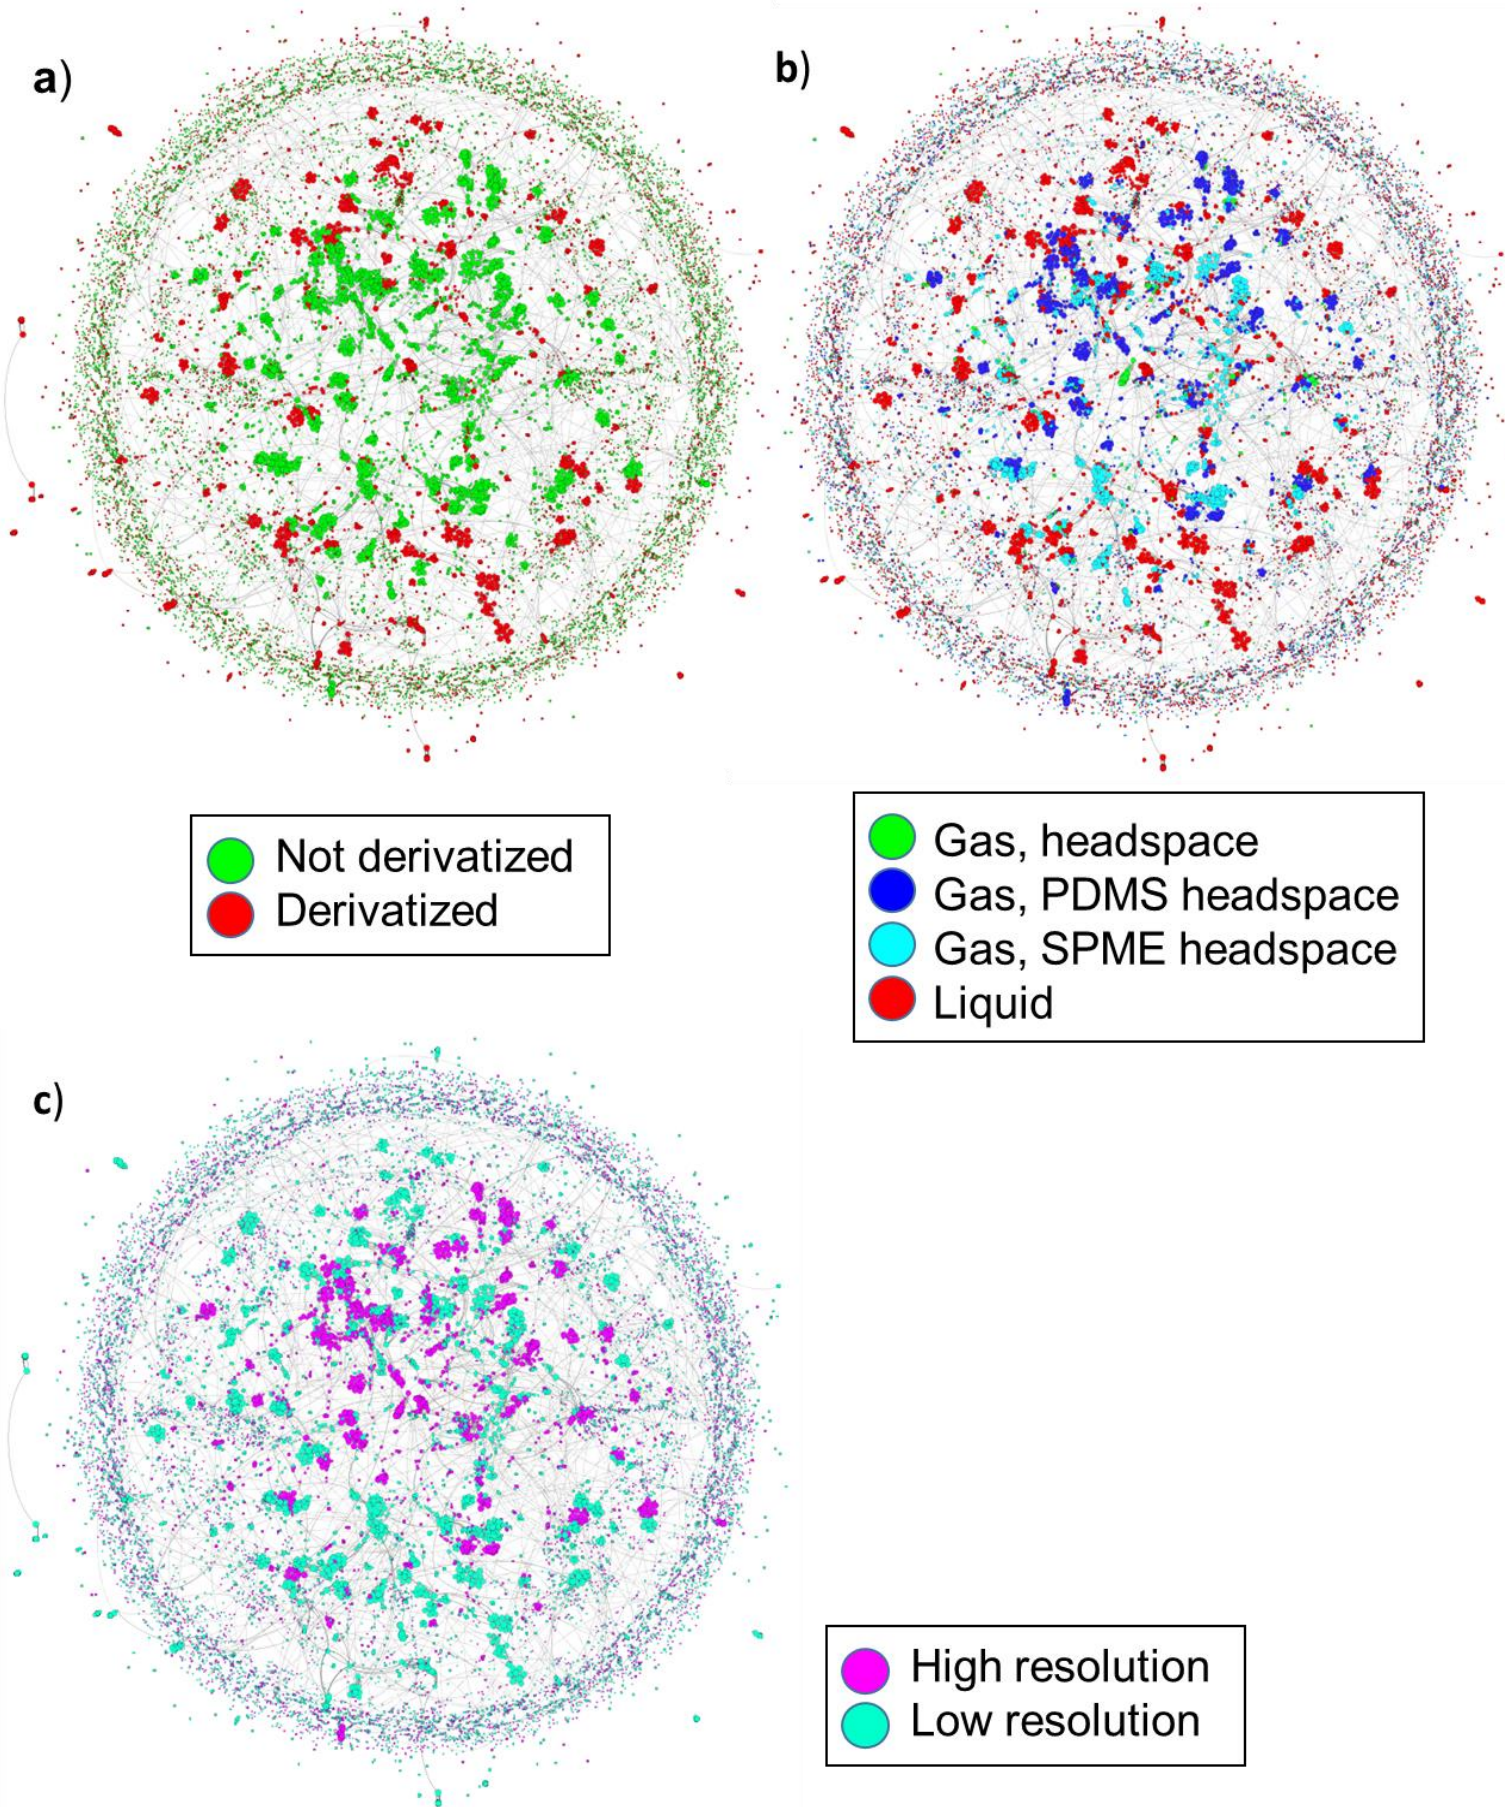 a)
b)
Not derivatized
Derivatized
Gas, headspace
Gas, PDMS headspace
Gas, SPME headspace
Liquid
c)
High resolution
Low resolution